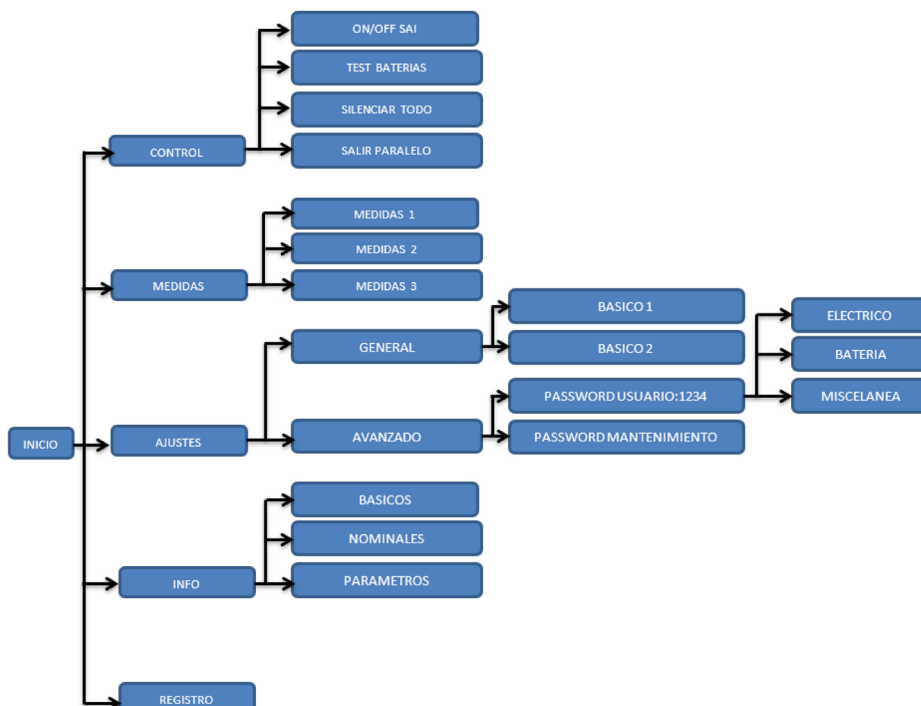 ON/OFF SAI
TEST BATERIAS
SILENCIAR TODO
CONTROL
SALIR PARALELO
MEDIDAS 1
MEDIDAS 2
MEDIDAS
MEDIDAS 3
BASICO 1
ELECTRICO
GENERAL
BASICO 2
BATERIA
PASSWORD USUARIO:1234
MISCELANEA
INICIO
AJUSTES
AVANZADO
PASSWORD MANTENIMIENTO
BASICOS
NOMINALES
INFO
PARAMETROS
REGISTRO